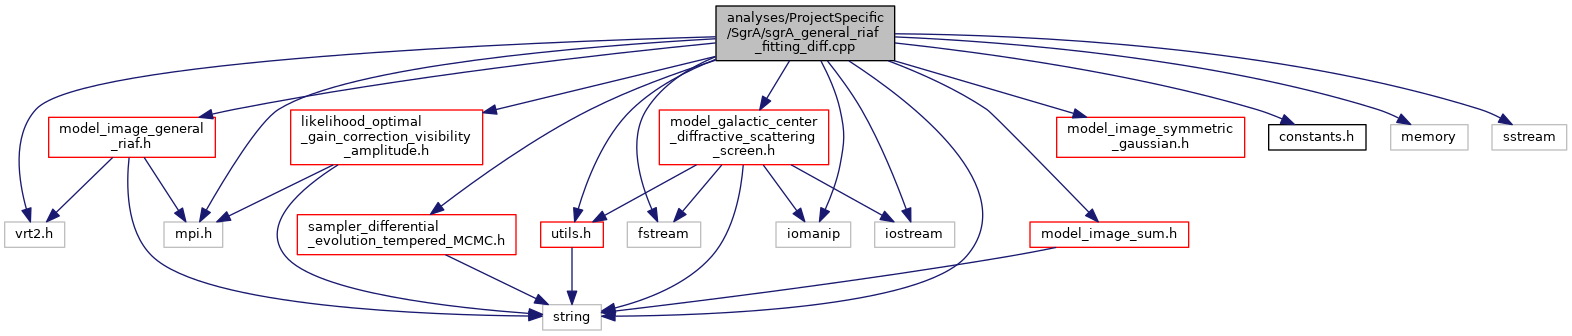 analyses/ProjectSpecific
/SgrA/sgrA_general_riaf
_fitting_diff.cpp
model_image_general
_riaf.h
likelihood_optimal
_gain_correction_visibility
_amplitude.h
model_galactic_center
_diffractive_scattering
_screen.h
model_image_symmetric
_gaussian.h
constants.h
memory
sstream
vrt2.h
mpi.h
sampler_differential
_evolution_tempered_MCMC.h
utils.h
fstream
iomanip
iostream
model_image_sum.h
string